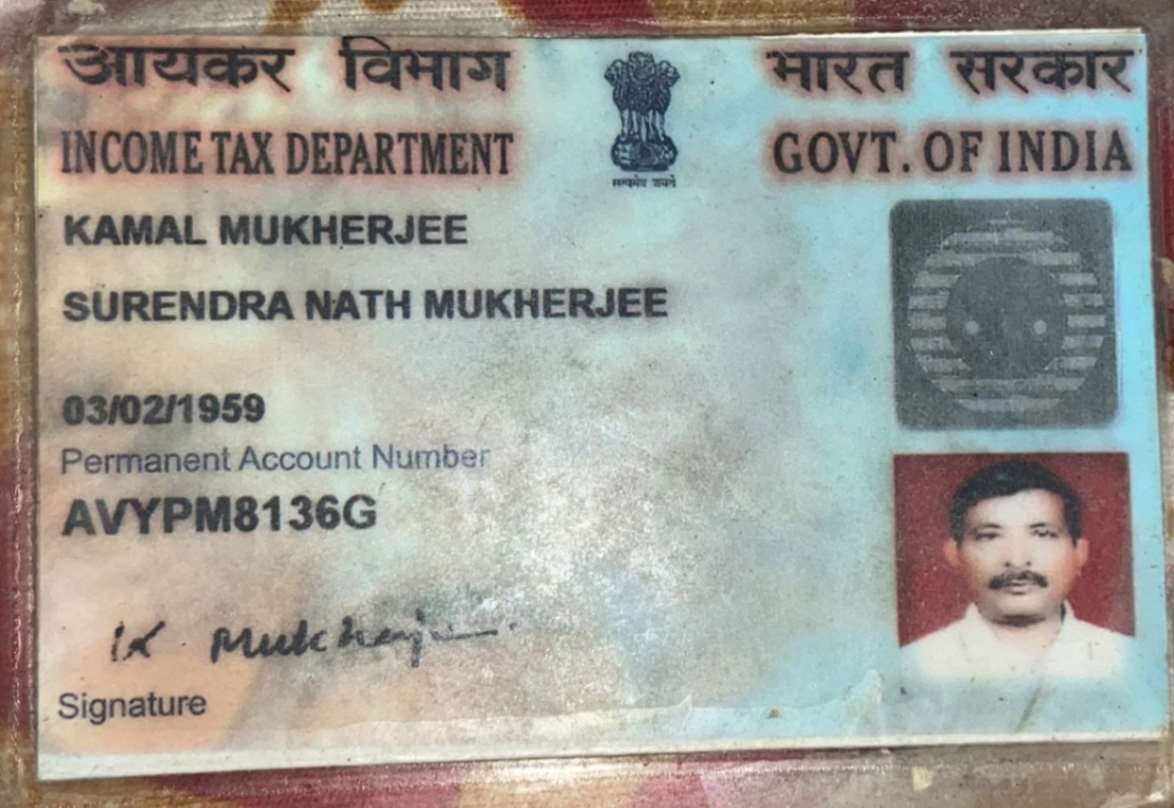 आयकर विभाग
INCOME TAX DEPARTMENT
भारत सरकार
GOVT. OF INDIA
सत्यमेव जयते
KAMAL MUKHERJEE
SURENDRA NATH MUKHERJEE
03/02/1959
Permanent Account Number
AVYPM8136G
K Mukherjee
Signature